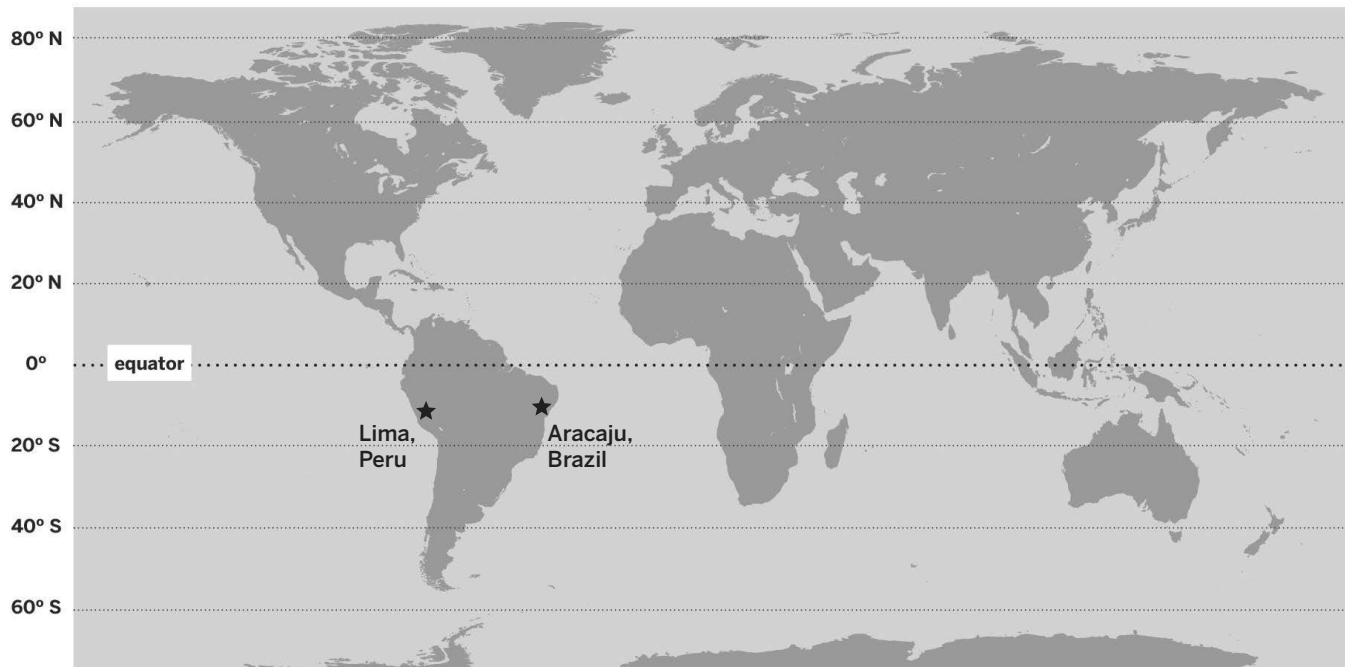 80º N
60º N
40º N
20º N
0º
equator
Lima,
Peru
Aracaju,
Brazil
20º S
40º S
60º S